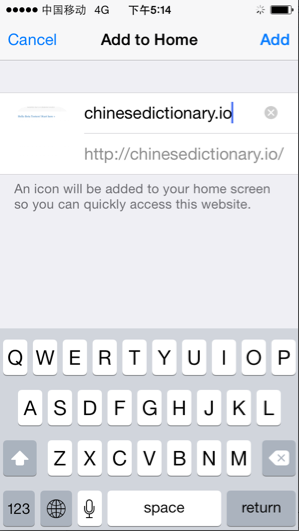 中国移动 4G 下午5:14
Cancel Add to Home Add
chinesedictionary.io
http://chinesedictionary.io/
An icon will be added to your home screen
so you can quickly access this website.
Q W E R T Y U I O P
A S D F G H J K L
Z X C V B N M
123 space return